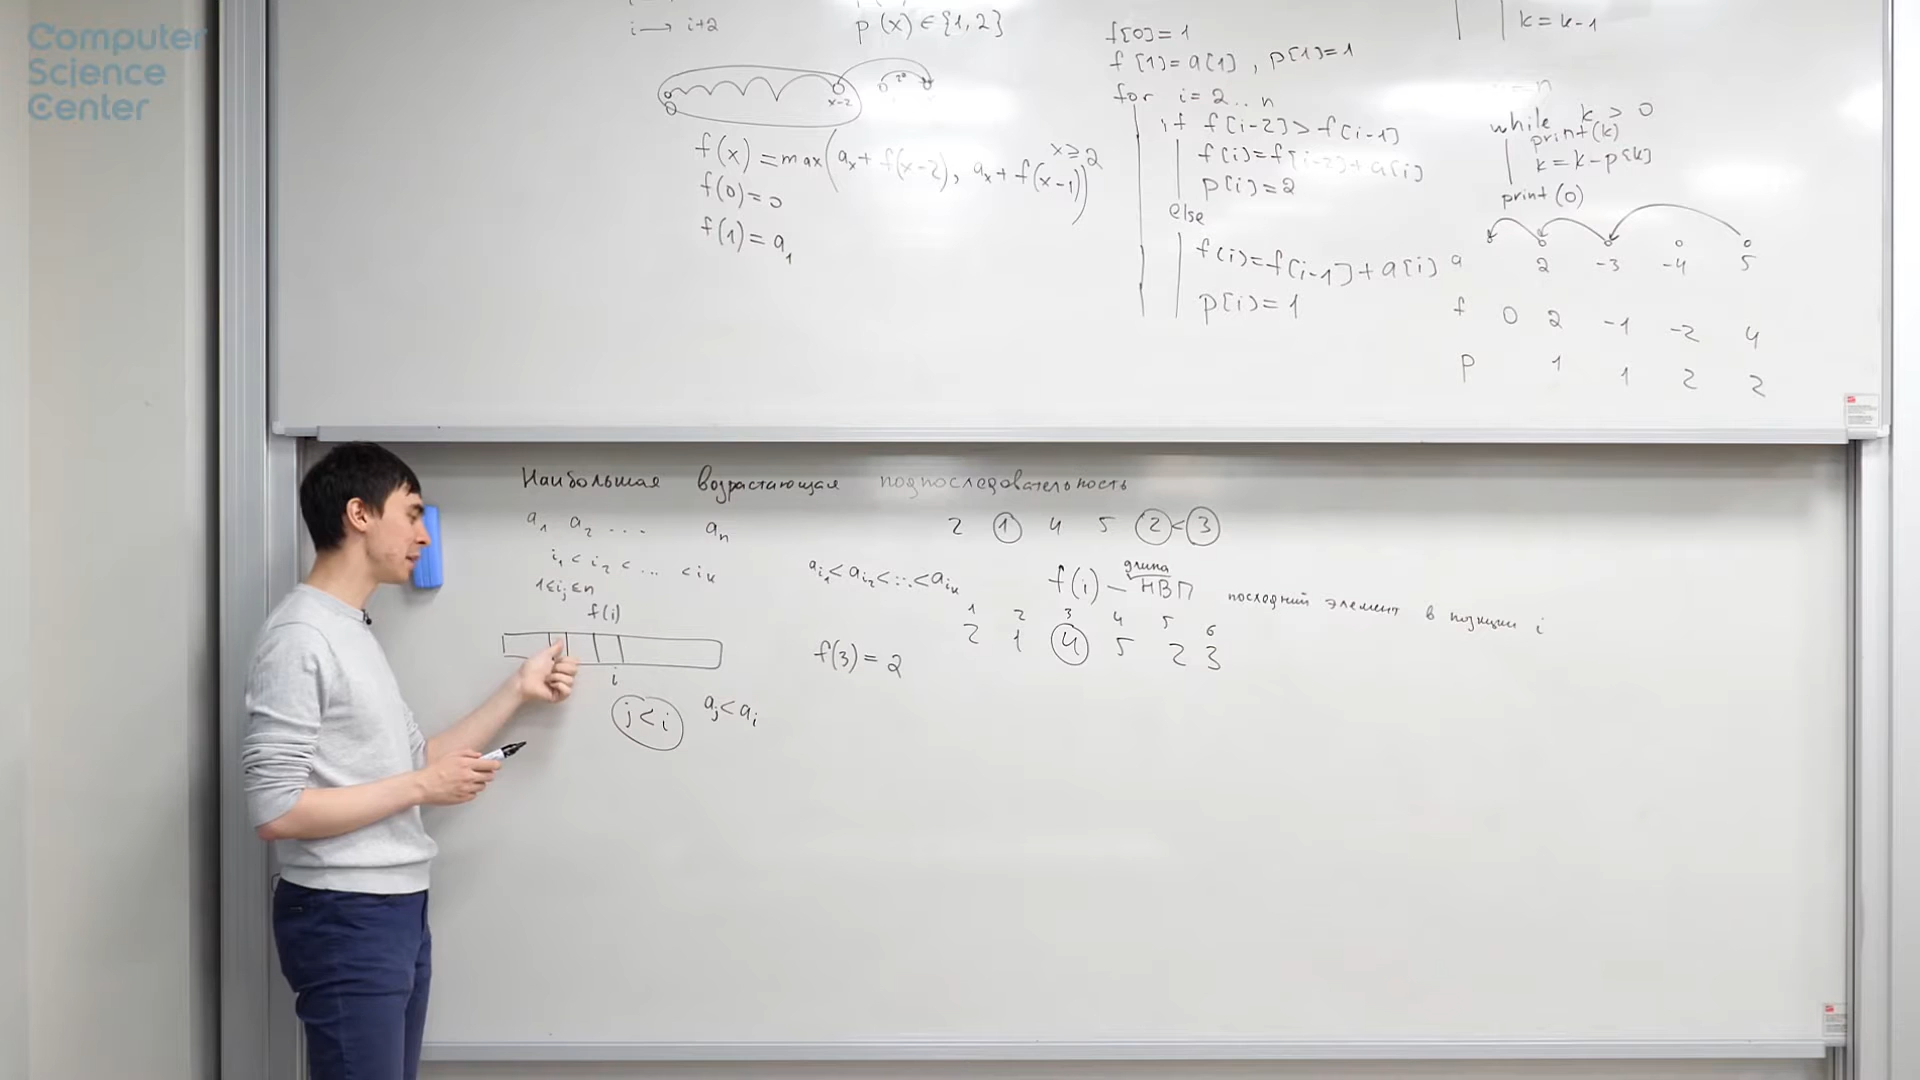 Computer
Science
Center
i → i+2
p(x) ∈ {1,2}
x-2
f(x) = max(a_x + f(x-2), a_x + f(x-1)) x≥2
f(0)=0
f(1)=a_1
f[0]=1
f[1]=a[1], p[1]=1
for i=2..n
if f[i-2]>f[i-1]
f[i]=f[i-2]+a[i]
p[i]=2
else
f[i]=f[i-1]+a[i]
p[i]=1
k=k-1
while k>0
print(k)
k=k-p[k]
print(0)
a 2 -3 -4 5
f 0 2 -1 -2 4
p 1 1 2 2
Наибольшая возрастающая подпоследовательность
a_1 a_2 ... a_n
2 1 4 5 2<3
i_1 < i_2 < ... < i_k
a_{i_1}<a_{i_2}<...<a_{i_k}
1≤i_j≤n
длина
f(i) – НВП последний элемент в позиции i
f(i)
1 2 3 4 5 6
2 1 4 5 2 3
f(3)=2
i
j<i a_j<a_i